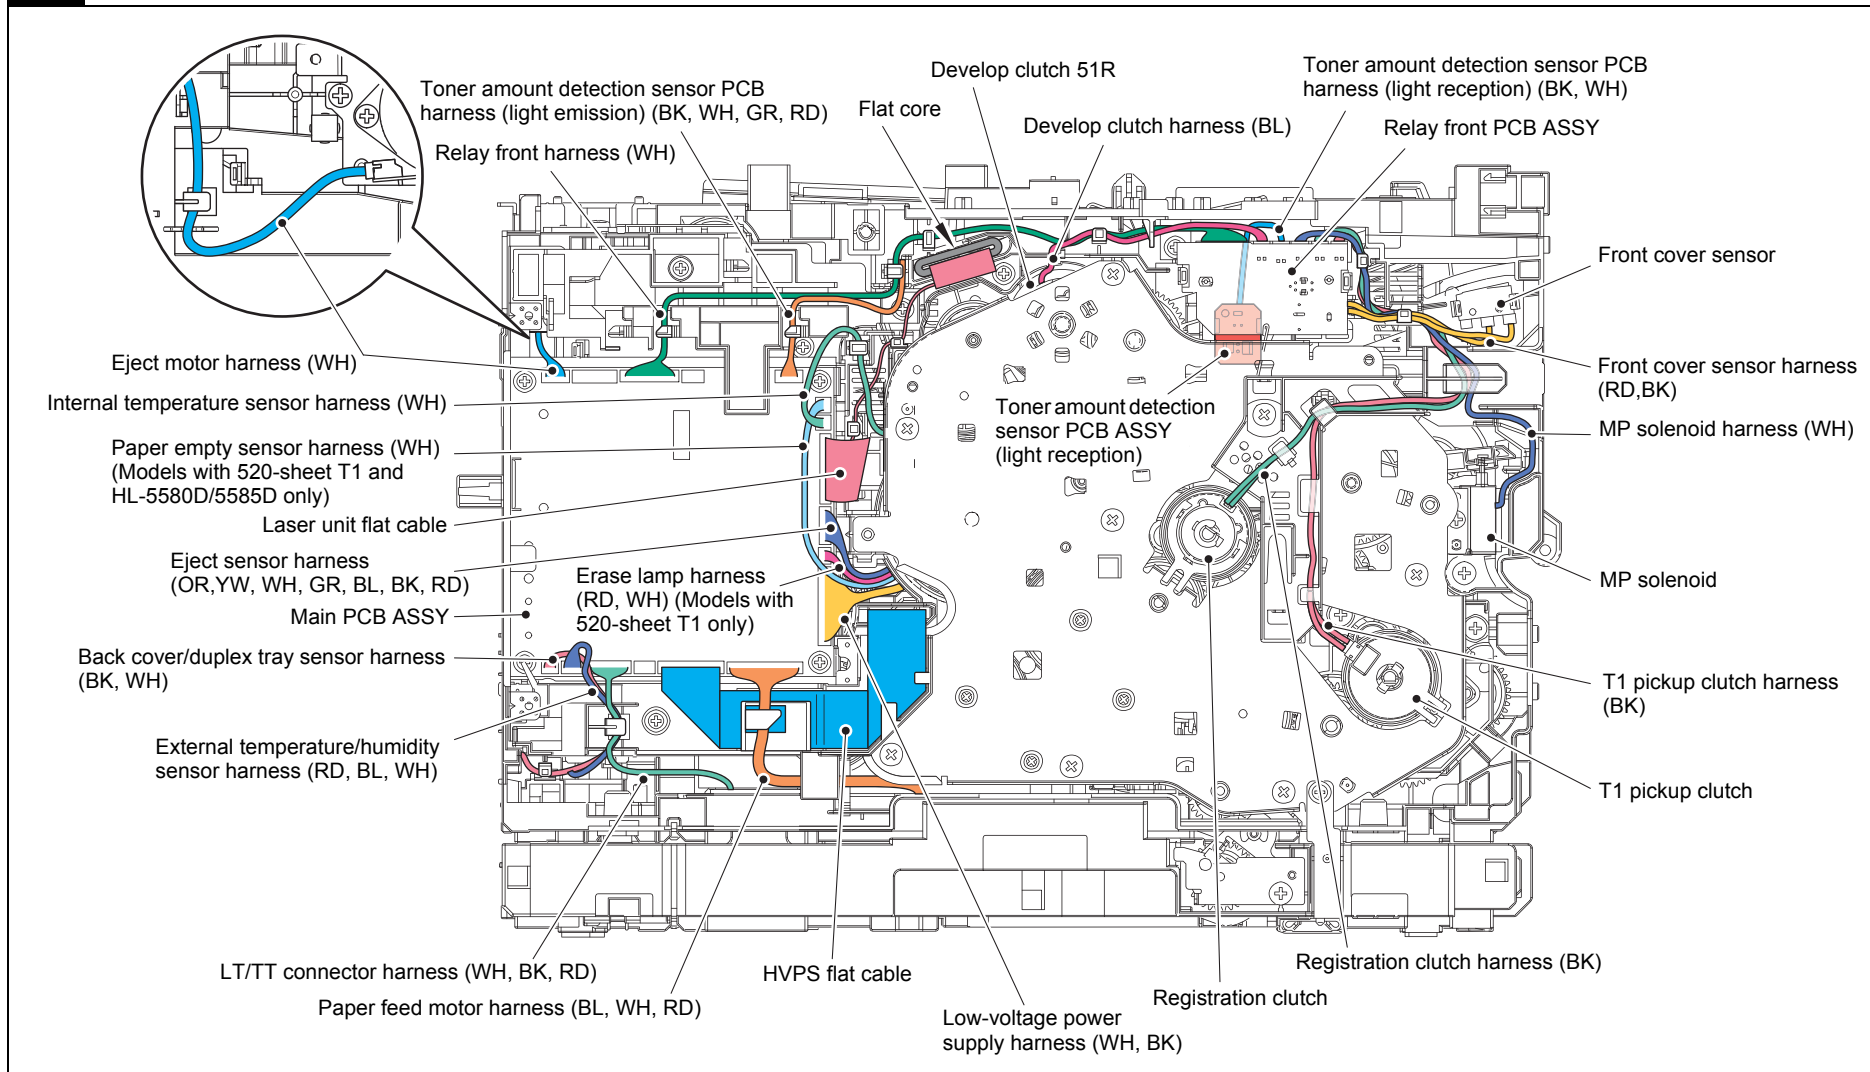 Toner amount detection sensor PCB
harness (light emission) (BK, WH, GR, RD)
Relay front harness (WH)
Flat core
Develop clutch 51R
Develop clutch harness (BL)
Toner amount detection sensor PCB
harness (light reception) (BK, WH)
Relay front PCB ASSY
Front cover sensor
Front cover sensor harness
(RD,BK)
MP solenoid harness (WH)
MP solenoid
T1 pickup clutch harness
(BK)
T1 pickup clutch
Eject motor harness (WH)
Internal temperature sensor harness (WH)
Paper empty sensor harness (WH)
(Models with 520-sheet T1 and
HL-5580D/5585D only)
Laser unit flat cable
Eject sensor harness
(OR,YW, WH, GR, BL, BK, RD)
Main PCB ASSY
Back cover/duplex tray sensor harness
(BK, WH)
External temperature/humidity
sensor harness (RD, BL, WH)
Erase lamp harness
(RD, WH) (Models with
520-sheet T1 only)
Toner amount detection
sensor PCB ASSY
(light reception)
LT/TT connector harness (WH, BK, RD)
Paper feed motor harness (BL, WH, RD)
HVPS flat cable
Low-voltage power
supply harness (WH, BK)
Registration clutch
Registration clutch harness (BK)